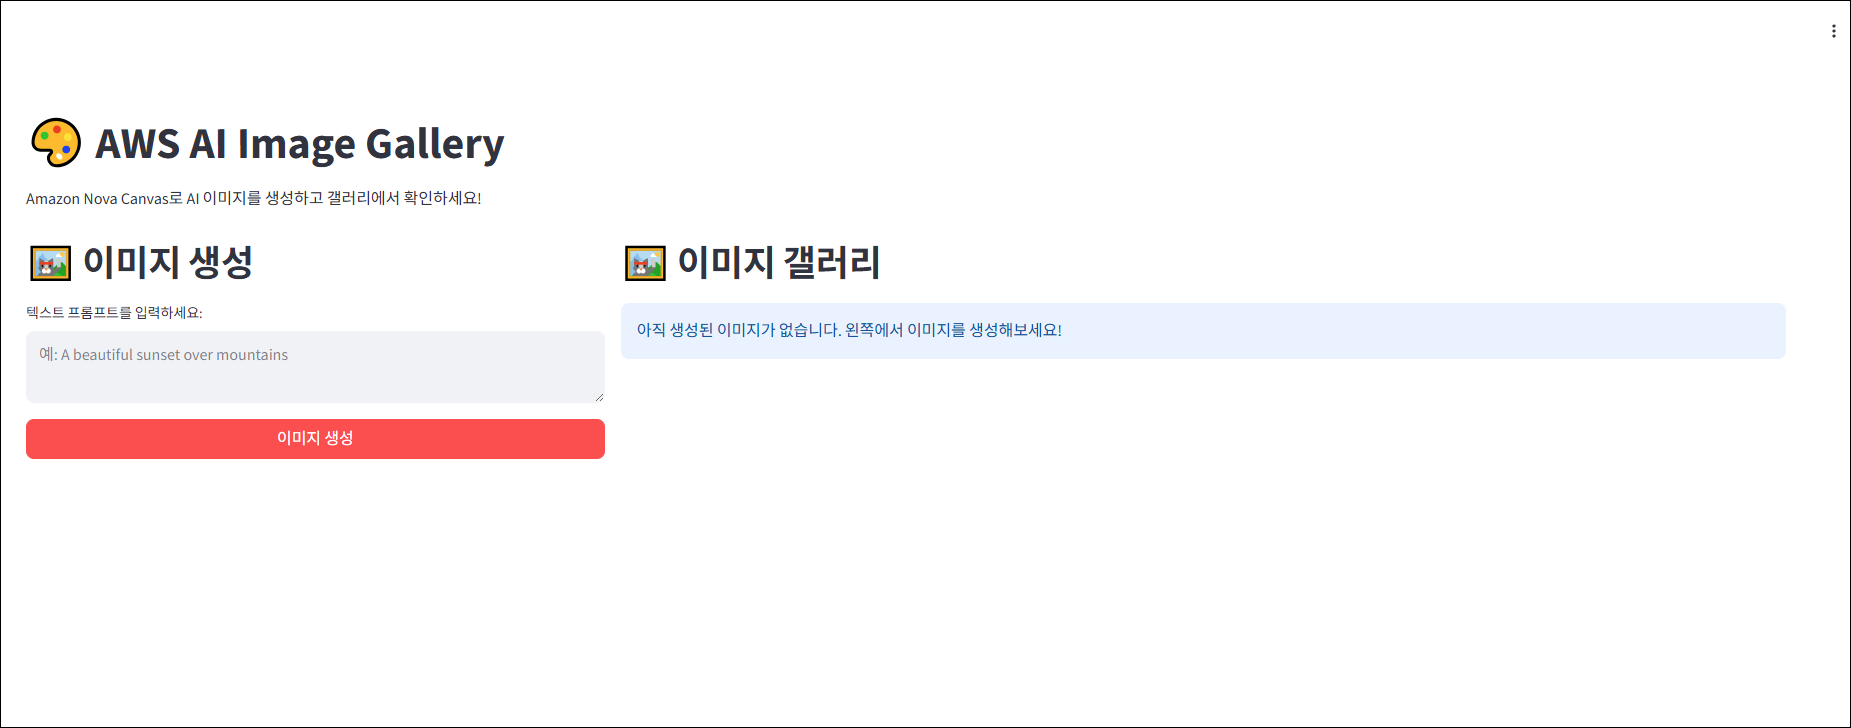 AWS AI Image Gallery
Amazon Nova Canvas로 AI 이미지를 생성하고 갤러리에서 확인하세요!
이미지 생성
텍스트 프롬프트를 입력하세요:
예: A beautiful sunset over mountains
이미지 생성
이미지 갤러리
아직 생성된 이미지가 없습니다. 왼쪽에서 이미지를 생성해보세요!